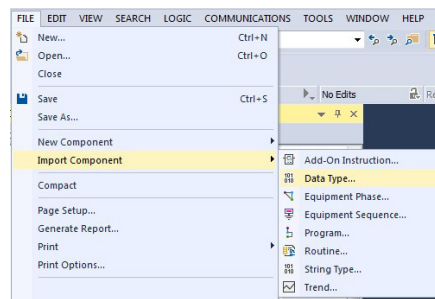 FILE EDIT VIEW SEARCH LOGIC COMMUNICATIONS TOOLS WINDOW HELP
New... Ctrl+N
Open... Ctrl+O
Close
Save Ctrl+S
Save As...
No Edits
New Component
Import Component
Compact
Page Setup...
Generate Report...
Print
Print Options...
Add-On Instruction...
Data Type...
Equipment Phase...
Equipment Sequence...
Program...
Routine...
String Type...
Trend...